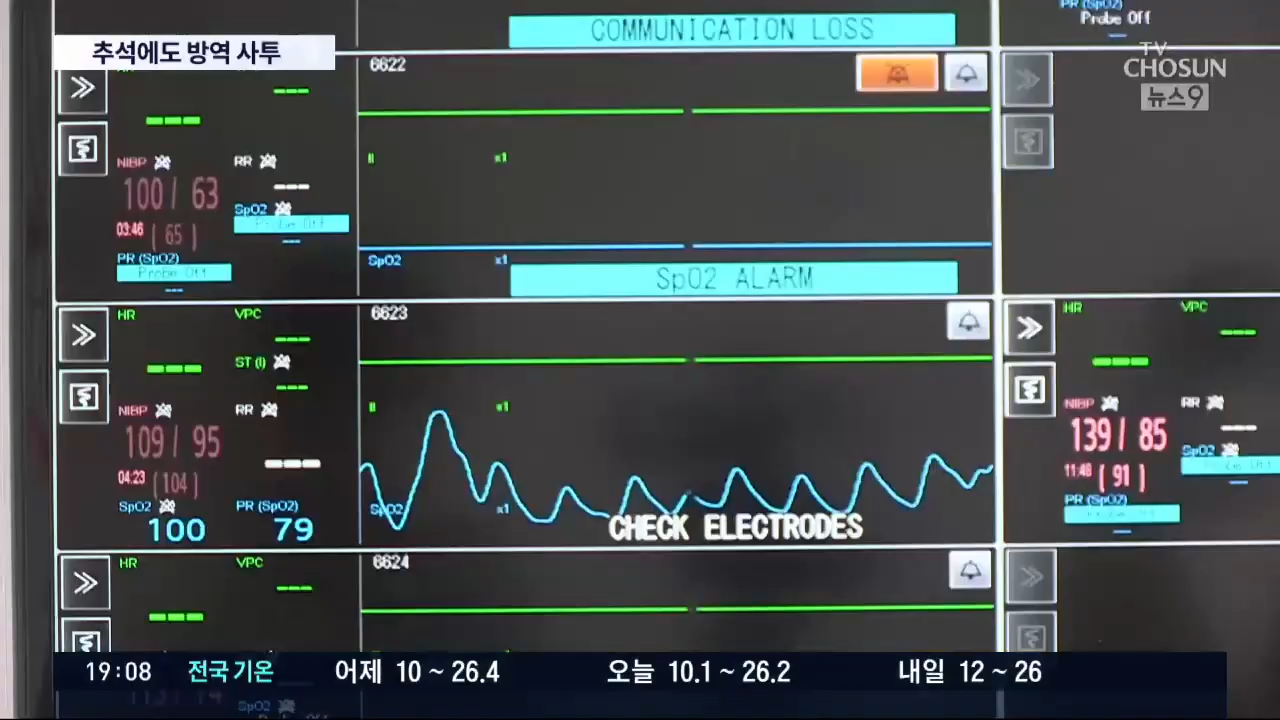 COMMUNICATION LOSS
PR (SpO2)
Probe Off
추석에도 방역 사투
TV
CHOSUN
뉴스9
6622
NIBP
RR
II
x1
100 / 63
SpO2
Probe Off
03:46 ( 65 )
PR (SpO2)
Probe Off
SpO2
x1
SpO2 ALARM
HR
VPC
6623
HR
VPC
ST (I)
NIBP
RR
II
x1
NIBP
RR
109 / 95
139 / 85
04:23 ( 104 )
11:48 ( 91 )
SpO2
Probe Off
SpO2
PR (SpO2)
SpO2
x1
PR (SpO2)
100
79
CHECK ELECTRODES
HR
VPC
6624
19:08
전국 기온
어제 10 ~ 26.4
오늘 10.1 ~ 26.2
내일 12 ~ 26
SpO2